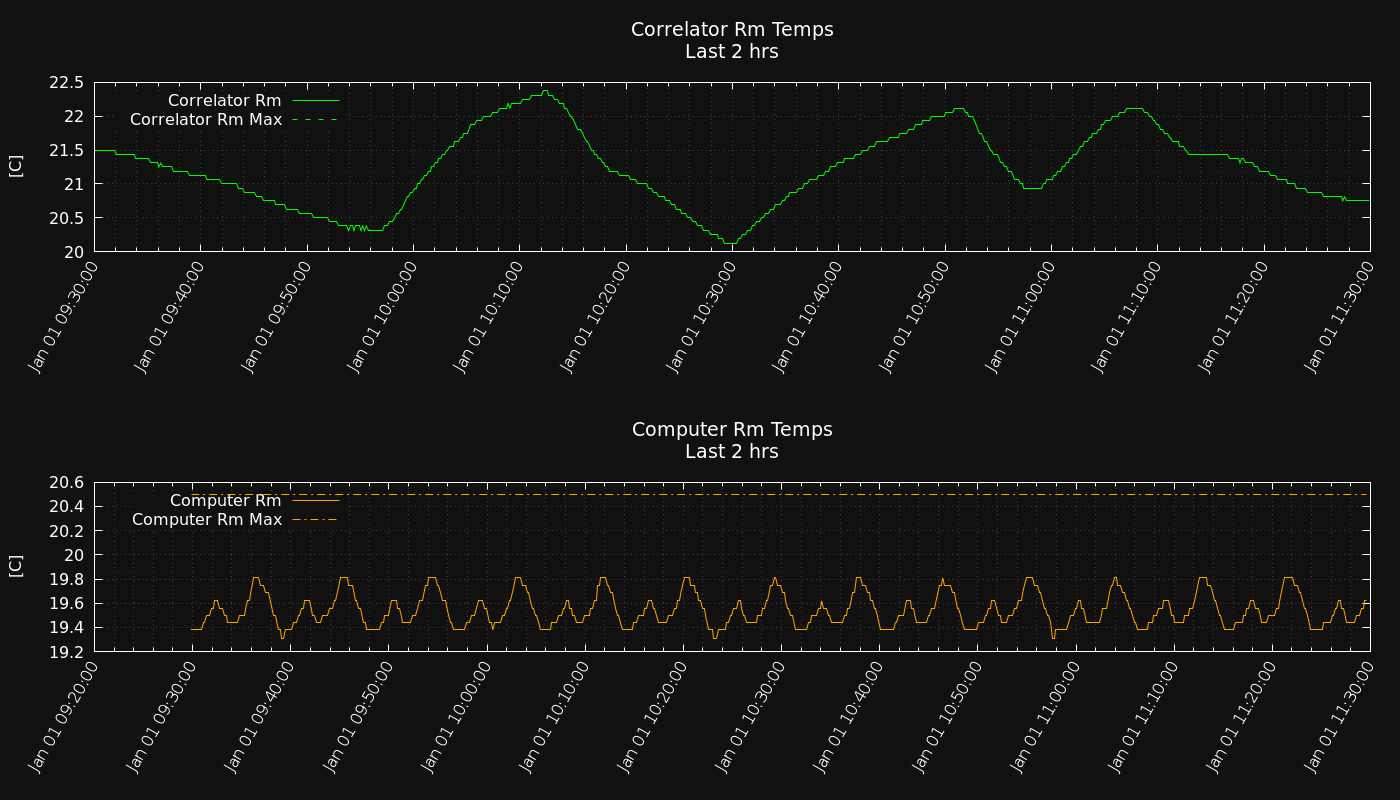 Correlator Rm Temps
Last 2 hrs
22.5
22
21.5
21
20.5
20
[C]
Correlator Rm
Correlator Rm Max
Jan 01 09:30:00
Jan 01 09:40:00
Jan 01 09:50:00
Jan 01 10:00:00
Jan 01 10:10:00
Jan 01 10:20:00
Jan 01 10:30:00
Jan 01 10:40:00
Jan 01 10:50:00
Jan 01 11:00:00
Jan 01 11:10:00
Jan 01 11:20:00
Jan 01 11:30:00
Computer Rm Temps
Last 2 hrs
20.6
20.4
20.2
20
19.8
19.6
19.4
19.2
[C]
Computer Rm
Computer Rm Max
Jan 01 09:20:00
Jan 01 09:30:00
Jan 01 09:40:00
Jan 01 09:50:00
Jan 01 10:00:00
Jan 01 10:10:00
Jan 01 10:20:00
Jan 01 10:30:00
Jan 01 10:40:00
Jan 01 10:50:00
Jan 01 11:00:00
Jan 01 11:10:00
Jan 01 11:20:00
Jan 01 11:30:00